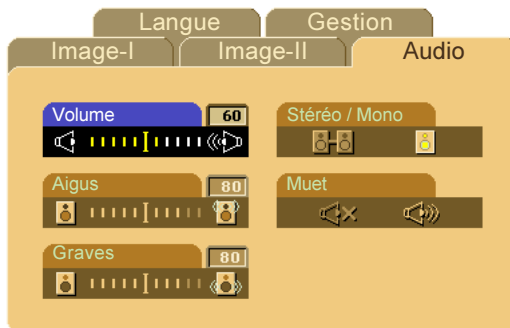 Langue Gestion
Image-I Image-II Audio
Volume 60
Stéréo / Mono
Aigus 80
Muet
Graves 80